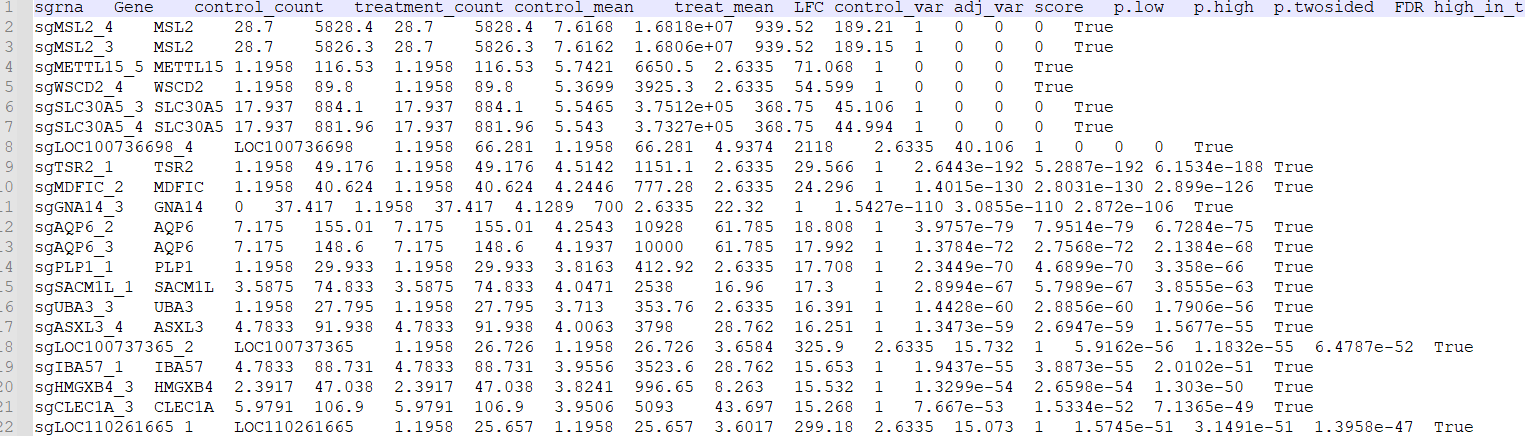 1 sgrna Gene control_count treatment_count control_mean treat_mean LFC control_var adj_var score p.low p.high p.twosided FDR high_in_t
2 sgMSL2_4 MSL2 28.7 5828.4 28.7 5828.4 7.6168 1.6818e+07 939.52 189.21 1 0 0 0 True
3 sgMSL2_3 MSL2 28.7 5826.3 28.7 5826.3 7.6162 1.6806e+07 939.52 189.15 1 0 0 0 True
4 sgMETTL15_5 METTL15 1.1958 116.53 1.1958 116.53 5.7421 6650.5 2.6335 71.068 1 0 0 0 True
5 sgWSCD2_4 WSCD2 1.1958 89.8 1.1958 89.8 5.3699 3925.3 2.6335 54.599 1 0 0 0 True
6 sgSLC30A5_3 SLC30A5 17.937 884.1 17.937 884.1 5.5465 3.7512e+05 368.75 45.106 1 0 0 0 True
7 sgSLC30A5_4 SLC30A5 17.937 881.96 17.937 881.96 5.543 3.7327e+05 368.75 44.994 1 0 0 0 True
8 sgLOC100736698_4 LOC100736698 1.1958 66.281 1.1958 66.281 4.9374 2118 2.6335 40.106 1 0 0 0 True
9 sgTSR2_1 TSR2 1.1958 49.176 1.1958 49.176 4.5142 1151.1 2.6335 29.566 1 2.6443e-192 5.2887e-192 6.1534e-188 True
0 sgMDFIC_2 MDFIC 1.1958 40.624 1.1958 40.624 4.2446 777.28 2.6335 24.296 1 1.4015e-130 2.8031e-130 2.899e-126 True
1 sgGNA14_3 GNA14 0 37.417 1.1958 37.417 4.1289 700 2.6335 22.32 1 1.5427e-110 3.0855e-110 2.872e-106 True
2 sgAQP6_2 AQP6 7.175 155.01 7.175 155.01 4.2543 10928 61.785 18.808 1 3.9757e-79 7.9514e-79 6.7284e-75 True
3 sgAQP6_3 AQP6 7.175 148.6 7.175 148.6 4.1937 10000 61.785 17.992 1 1.3784e-72 2.7568e-72 2.1384e-68 True
4 sgPLP1_1 PLP1 1.1958 29.933 1.1958 29.933 3.8163 412.92 2.6335 17.708 1 2.3449e-70 4.6899e-70 3.358e-66 True
5 sgSACM1L_1 SACM1L 3.5875 74.833 3.5875 74.833 4.0471 2538 16.96 17.3 1 2.8994e-67 5.7989e-67 3.8555e-63 True
6 sgUBA3_3 UBA3 1.1958 27.795 1.1958 27.795 3.713 353.76 2.6335 16.391 1 1.4428e-60 2.8856e-60 1.7906e-56 True
7 sgASXL3_4 ASXL3 4.7833 91.938 4.7833 91.938 4.0063 3798 28.762 16.251 1 1.3473e-59 2.6947e-59 1.5677e-55 True
8 sgLOC100737365_2 LOC100737365 1.1958 26.726 1.1958 26.726 3.6584 325.9 2.6335 15.732 1 5.9162e-56 1.1832e-55 6.4787e-52 True
9 sgIBA57_1 IBA57 4.7833 88.731 4.7833 88.731 3.9556 3523.6 28.762 15.653 1 1.9437e-55 3.8873e-55 2.0102e-51 True
0 sgHMGXB4_3 HMGXB4 2.3917 47.038 2.3917 47.038 3.8241 996.65 8.263 15.532 1 1.3299e-54 2.6598e-54 1.303e-50 True
1 sgCLEC1A_3 CLEC1A 5.9791 106.9 5.9791 106.9 3.9506 5093 43.697 15.268 1 7.667e-53 1.5334e-52 7.1365e-49 True
2 sgLOC110261665_1 LOC110261665 1.1958 25.657 1.1958 25.657 3.6017 299.18 2.6335 15.073 1 1.5745e-51 3.1491e-51 1.3958e-47 True